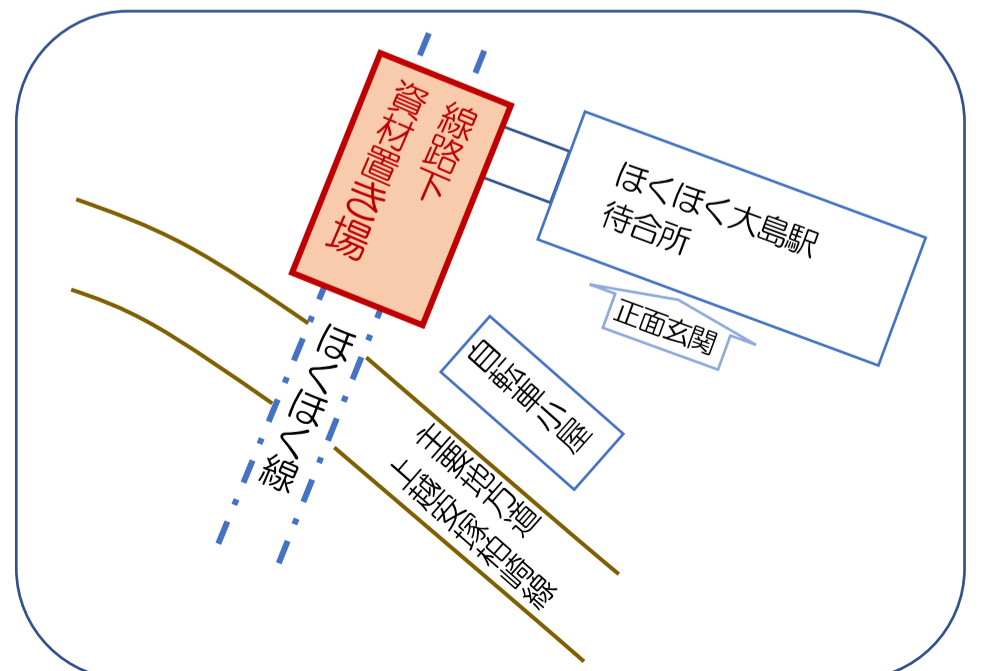 線路下
資材置き場
ほくほく大島駅
待合所
正面玄関
自転車小屋
ほくほく線
主要地方道
上越安塚柏崎線